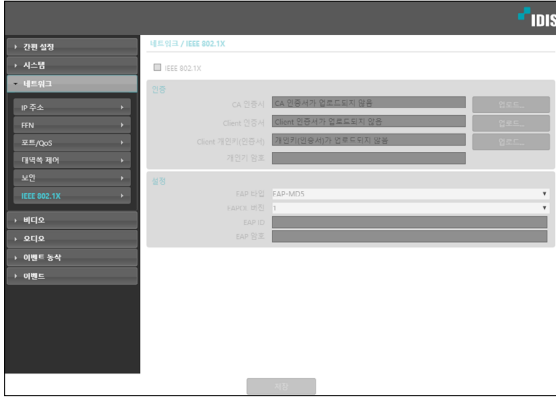 IDIS
간편 설정
시스템
네트워크
IP 주소
FEN
포트/QoS
대역폭 제어
보안
IEEE 802.1X
비디오
오디오
이벤트 동작
이벤트
네트워크 / IEEE 802.1X
IEEE 802.1X
인증
CA 인증서 CA 인증서가 업로드되지 않음 업로드...
Client 인증서 Client 인증서가 업로드되지 않음 업로드...
Client 개인키(인증서) 개인키(인증서)가 업로드되지 않음 업로드...
개인키 암호
설정
EAP 타입 EAP-MD5
EAPOL 버전 1
EAP ID
EAP 암호
저장